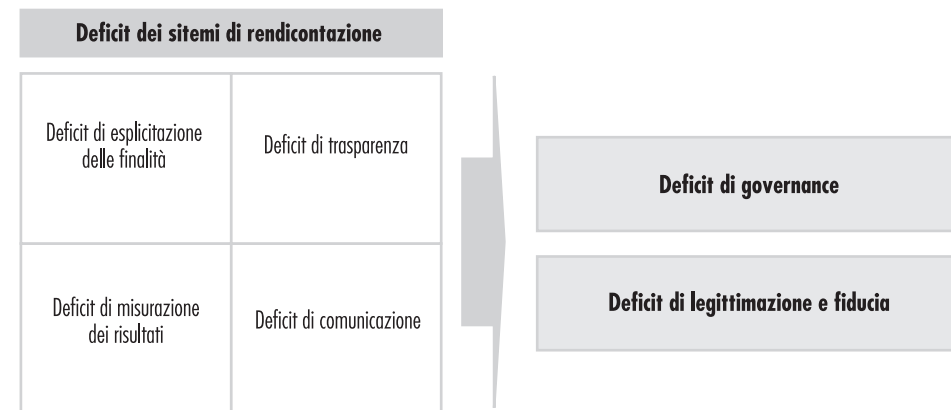 Deficit dei sitemi di rendicontazione
Deficit di esplicitazione
delle finalità
Deficit di trasparenza
Deficit di misurazione
dei risultati
Deficit di comunicazione
Deficit di governance
Deficit di legittimazione e fiducia